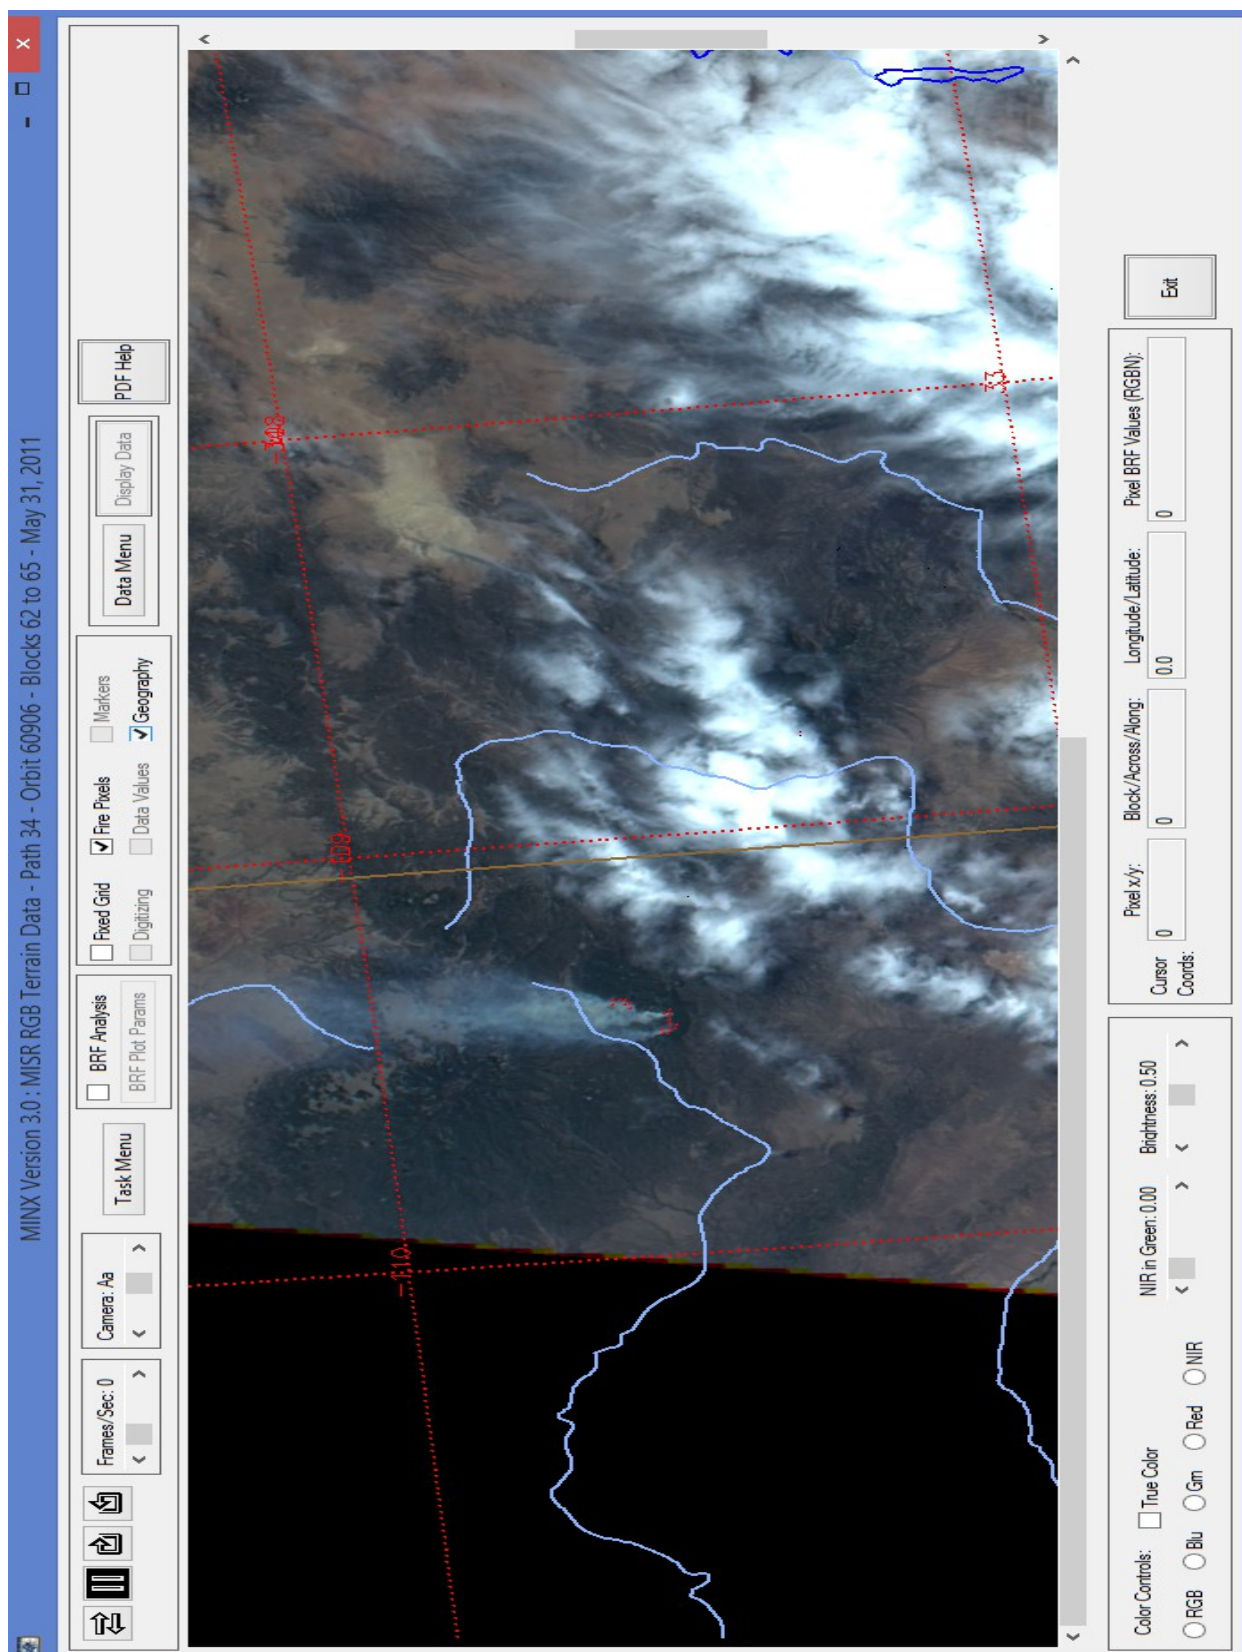 MINX Version 3.0 : MISR RGB Terrain Data - Path 34 - Orbit 60906 - Blocks 62 to 65 - May 31, 2011
Frames/Sec: 0
Camera: Aa
Task Menu
BRF Analysis
BRF Plot Params
Fixed Grid
Fire Pixels
Markers
Digitizing
Data Values
Geography
Data Menu
Display Data
PDF Help
-110
33
Color Controls:
True Color
RGB
Blu
Grn
Red
NIR
NIR in Green: 0.00
Brightness: 0.50
Cursor
Coords:
Pixel x/y:
0
Block/Across/Along:
0
Longitude/Latitude:
0.0
Pixel BRF Values (RGBN):
0
Exit